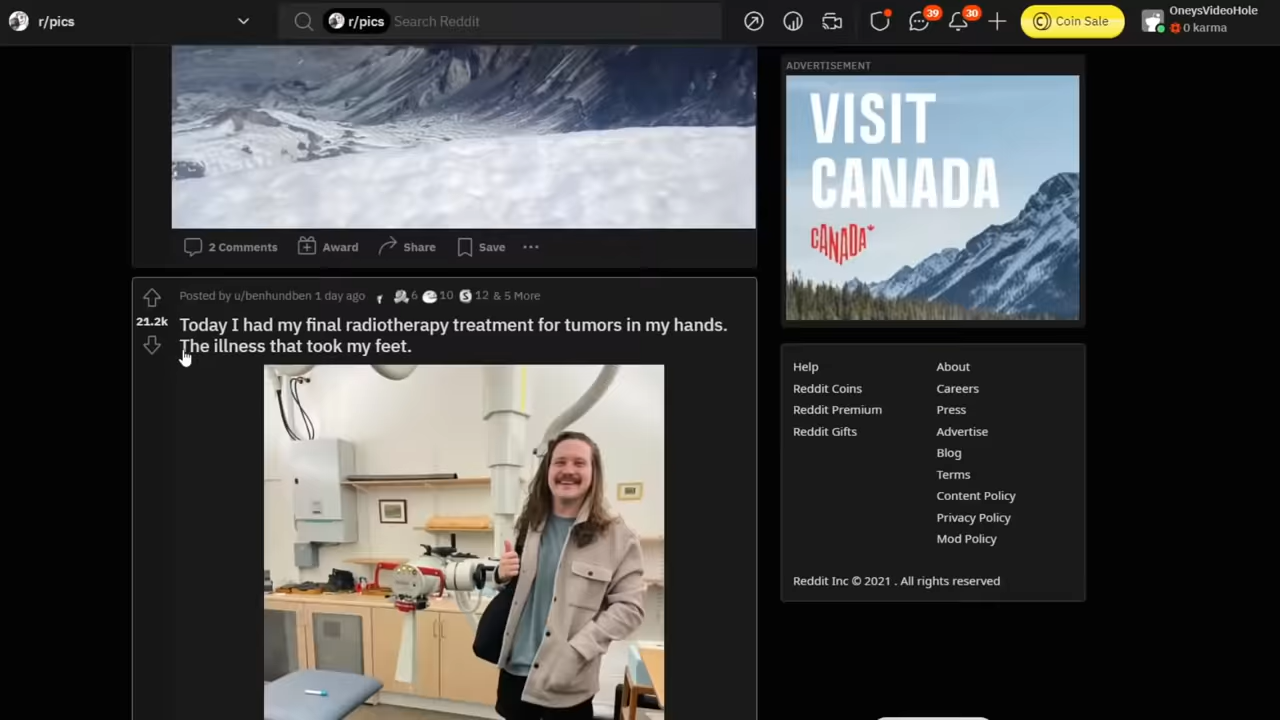 r/pics
r/pics
Search Reddit
39
30
Coin Sale
OneysVideoHole
0 karma
2 Comments
Award
Share
Save
Posted by u/benhundben 1 day ago
6
10
12 & 5 More
21.2k
Today I had my final radiotherapy treatment for tumors in my hands.
The illness that took my feet.
ADVERTISEMENT
VISIT
CANADA
CANADA
Help
About
Reddit Coins
Careers
Reddit Premium
Press
Reddit Gifts
Advertise
Blog
Terms
Content Policy
Privacy Policy
Mod Policy
Reddit Inc © 2021 . All rights reserved